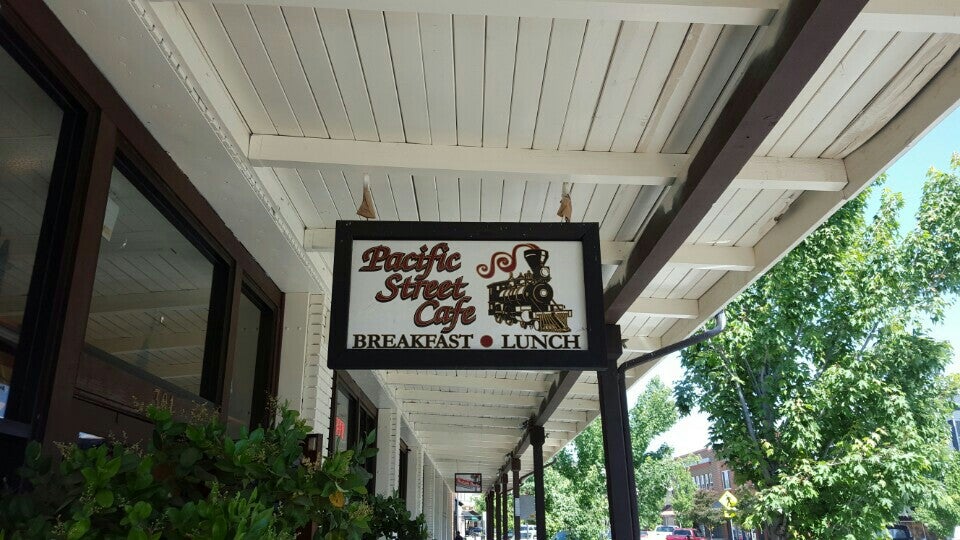 Pacific
Street
Cafe
BREAKFAST • LUNCH